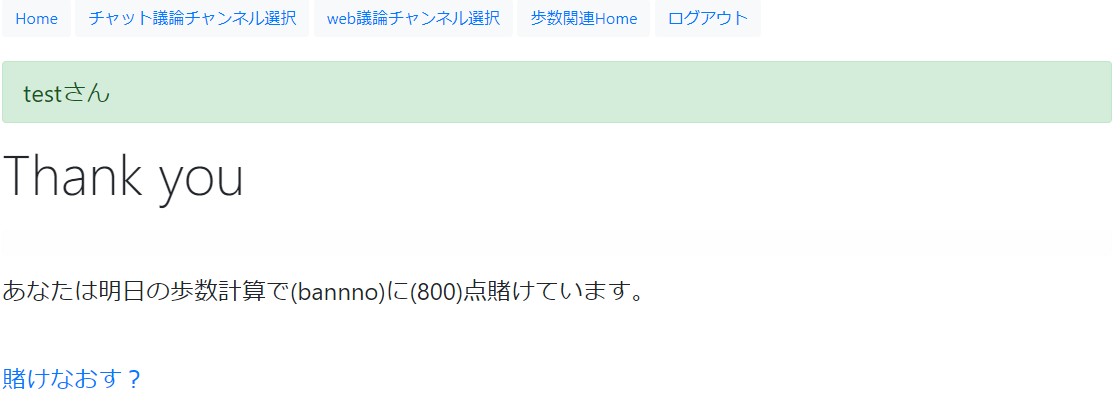 Home チャット議論チャンネル選択 web議論チャンネル選択 歩数関連Home ログアウト
testさん
Thank you
あなたは明日の歩数計算で(bannno)に(800)点賭けています。
賭けなおす？